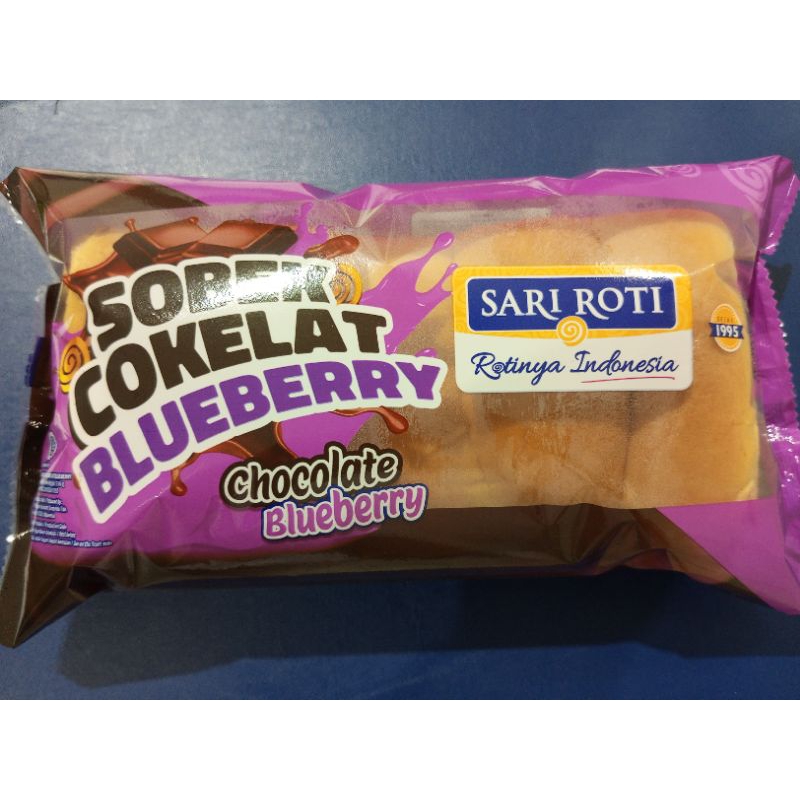 SOBEK
COKELAT
BLUEBERRY
Chocolate
Blueberry
SARI ROTI
Rotinya Indonesia
1995